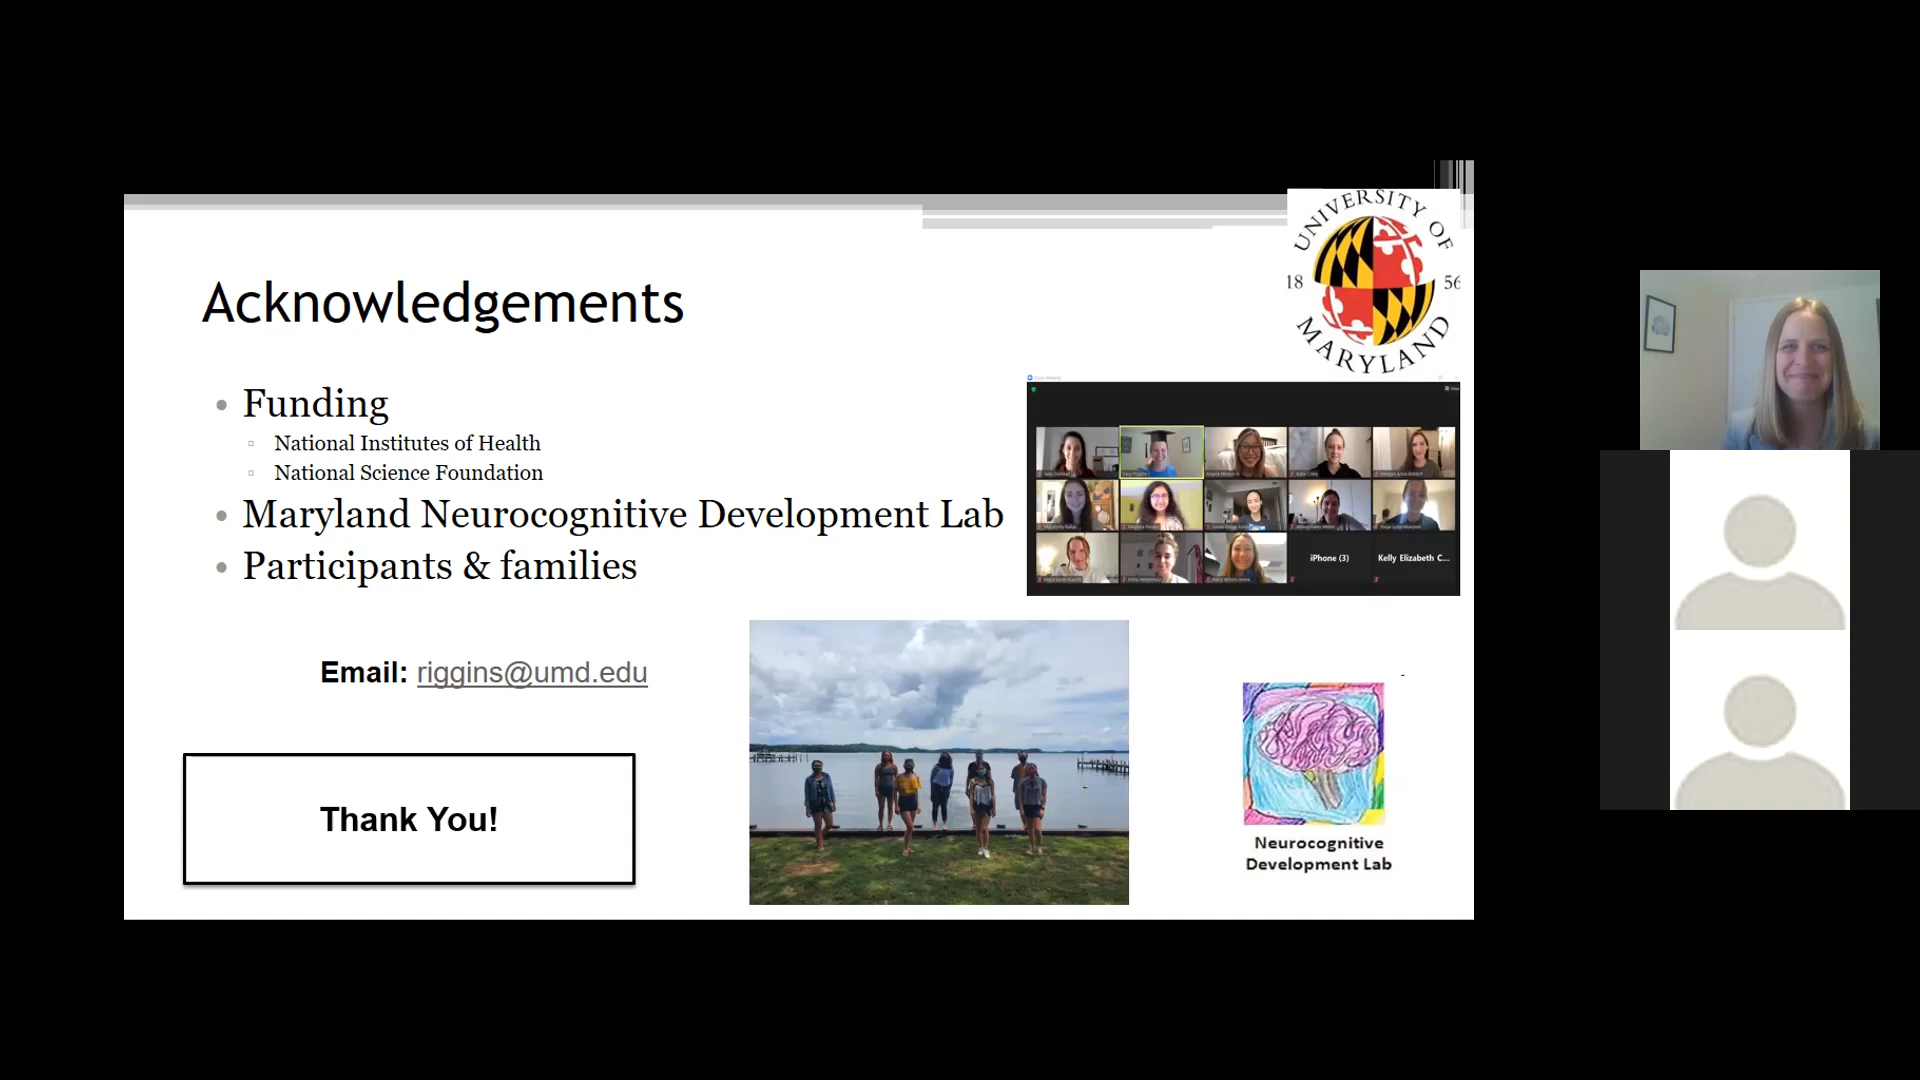 UNIVERSITY OF
18 56
MARYLAND
Acknowledgements
• Funding
▫ National Institutes of Health
▫ National Science Foundation
• Maryland Neurocognitive Development Lab
• Participants & families
iPhone (3)
Kelly Elizabeth C...
Email: riggins@umd.edu
Thank You!
Neurocognitive
Development Lab